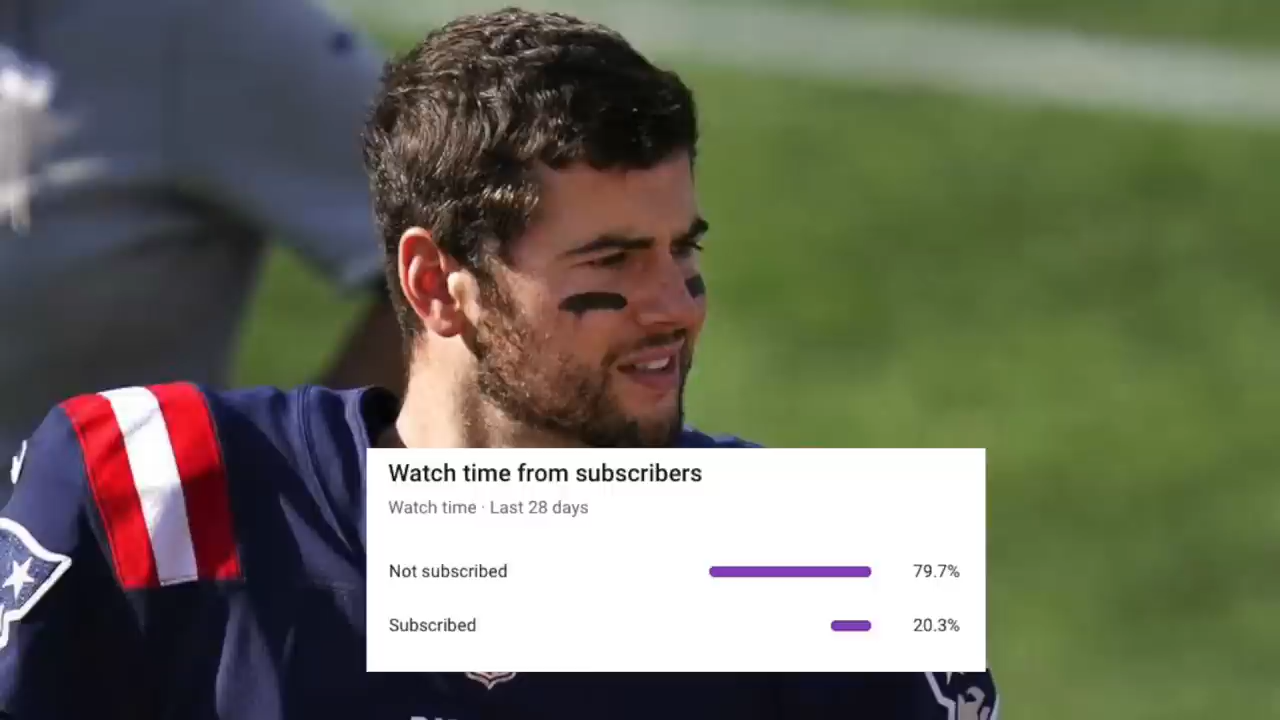 Watch time from subscribers
Watch time · Last 28 days
Not subscribed 79.7%
Subscribed 20.3%